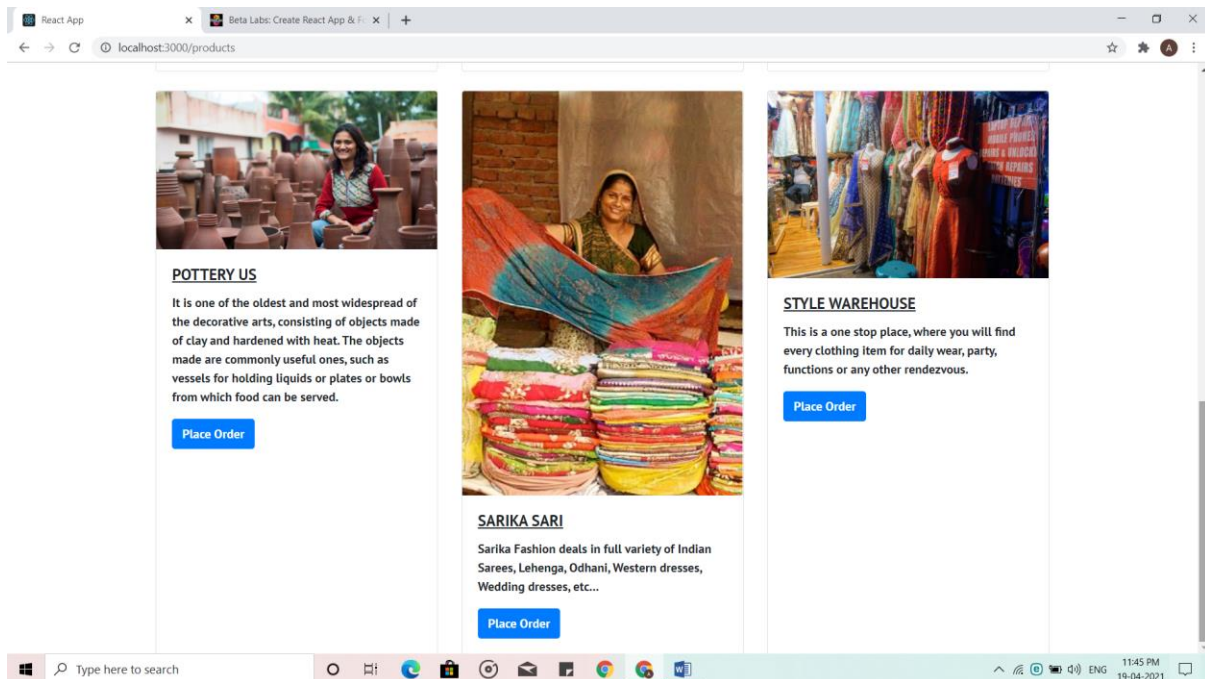 React App
Beta Labs: Create React App & F
localhost:3000/products
A
LAPTOP
MOBILE PHONES
REPAIRS & UNLOCK
REPAIRS
POTTERY US
It is one of the oldest and most widespread of
the decorative arts, consisting of objects made
of clay and hardened with heat. The objects
made are commonly useful ones, such as
vessels for holding liquids or plates or bowls
from which food can be served.
Place Order
SARIKA SARI
Sarika Fashion deals in full variety of Indian
Sarees, Lehenga, Odhani, Western dresses,
Wedding dresses, etc...
Place Order
STYLE WAREHOUSE
This is a one stop place, where you will find
every clothing item for daily wear, party,
functions or any other rendezvous.
Place Order
Type here to search
ENG
11:45 PM
19-04-2021